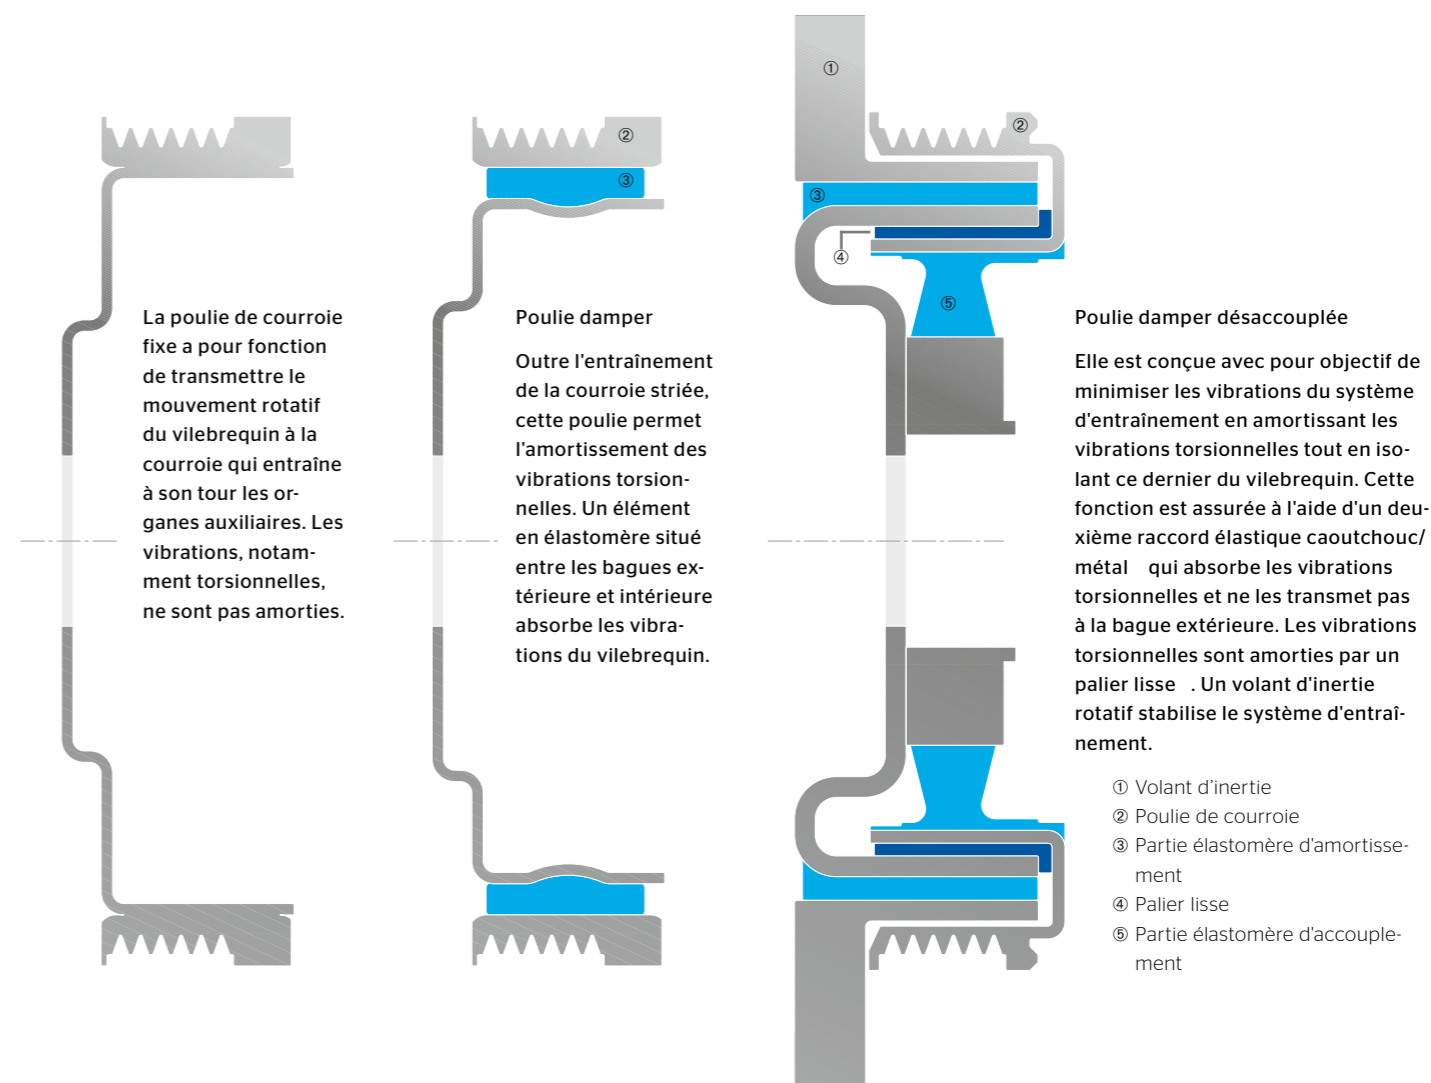 ①
②
②
③
③
④
⑤
La poulie de courroie
fixe a pour fonction
de transmettre le
mouvement rotatif
du vilebrequin à la
courroie qui entraîne
à son tour les or-
ganes auxiliaires. Les
vibrations, notam-
ment torsionnelles,
ne sont pas amorties.
Poulie damper
Outre l'entraînement
de la courroie striée,
cette poulie permet
l'amortissement des
vibrations torsion-
nelles. Un élément
en élastomère situé
entre les bagues ex-
térieure et intérieure
absorbe les vibra-
tions du vilebrequin.
Poulie damper désaccouplée
Elle est conçue avec pour objectif de
minimiser les vibrations du système
d'entraînement en amortissant les
vibrations torsionnelles tout en iso-
lant ce dernier du vilebrequin. Cette
fonction est assurée à l'aide d'un deu-
xième raccord élastique caoutchouc/
métal qui absorbe les vibrations
torsionnelles et ne les transmet pas
à la bague extérieure. Les vibrations
torsionnelles sont amorties par un
palier lisse . Un volant d'inertie
rotatif stabilise le système d'entraî-
nement.
① Volant d’inertie
② Poulie de courroie
③ Partie élastomère d'amortisse-
ment
④ Palier lisse
⑤ Partie élastomère d'accouple-
ment